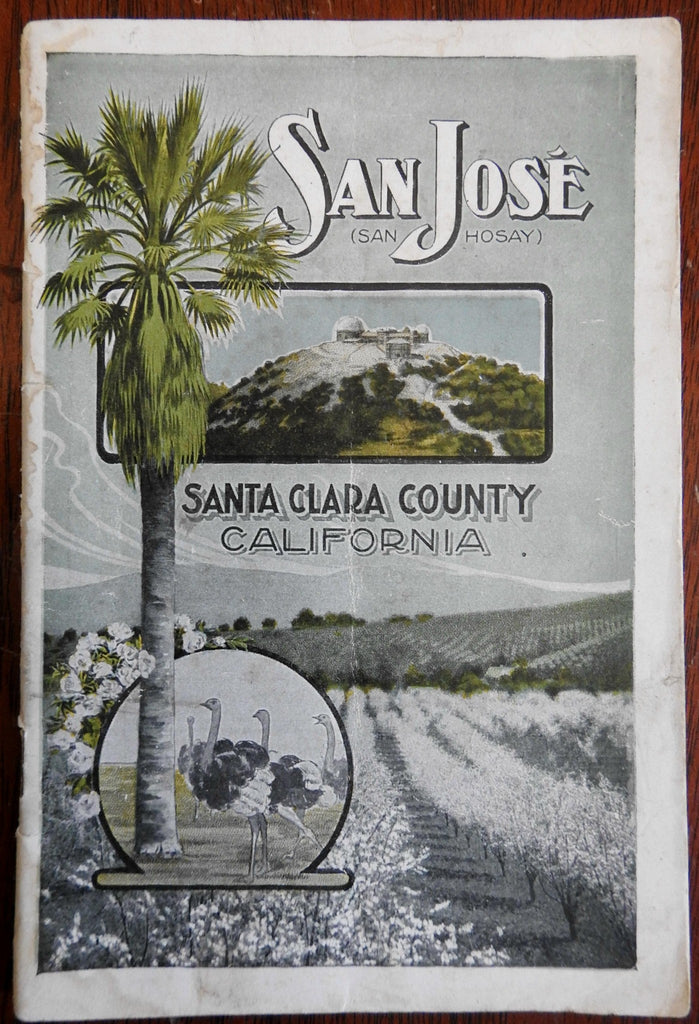 SAN JOSÉ
(SAN HOSAY)
SANTA CLARA COUNTY
CALIFORNIA